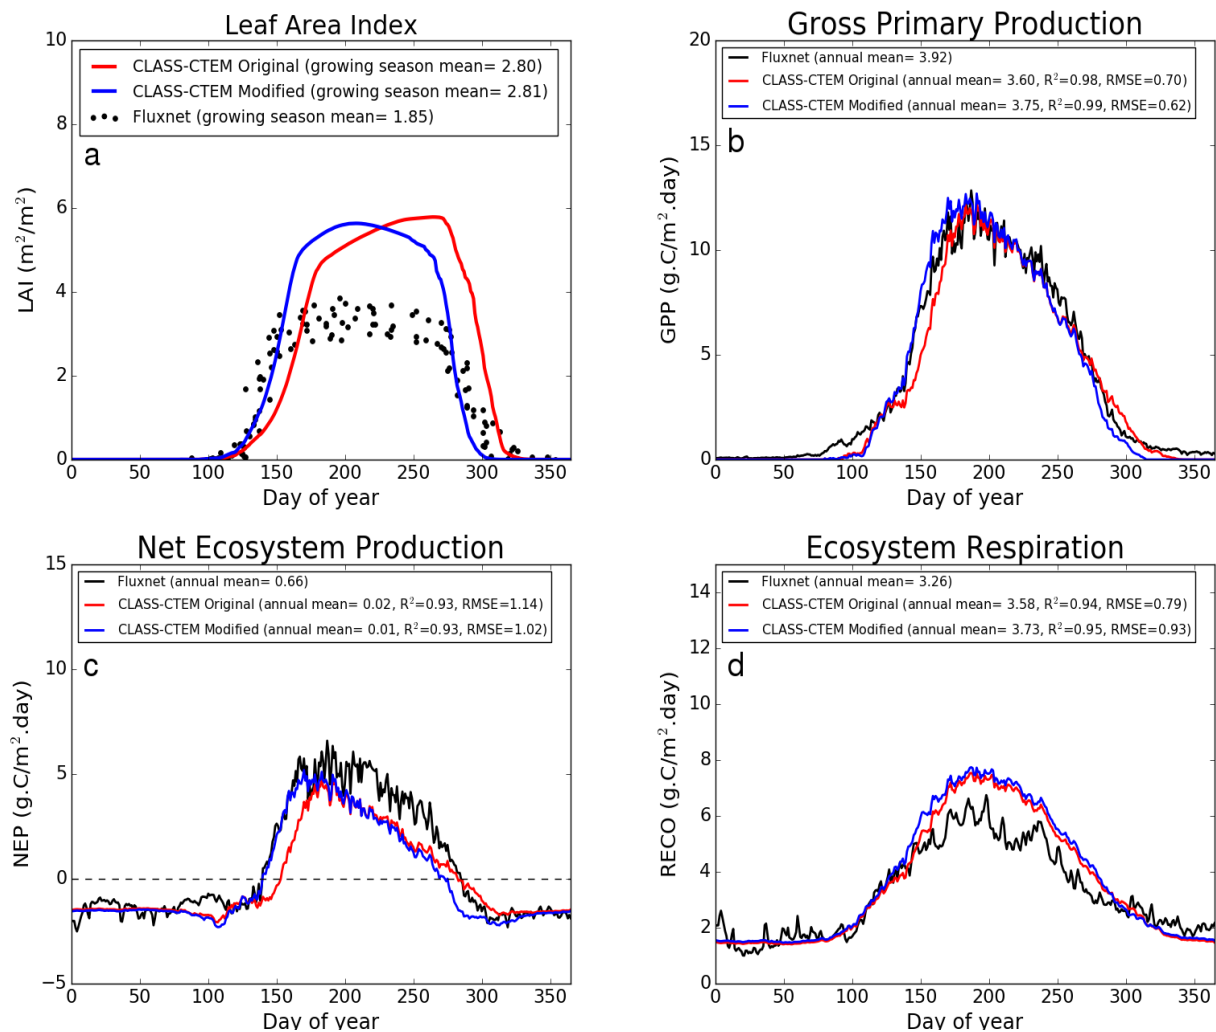 Leaf Area Index
10
8
6
4
2
0
LAI (m²/m²)
CLASS-CTEM Original (growing season mean= 2.80)
CLASS-CTEM Modified (growing season mean= 2.81)
Fluxnet (growing season mean= 1.85)
a
0 50 100 150 200 250 300 350
Day of year
Gross Primary Production
20
15
10
5
0
GPP (g.C/m².day)
Fluxnet (annual mean= 3.92)
CLASS-CTEM Original (annual mean= 3.60, R²=0.98, RMSE=0.70)
CLASS-CTEM Modified (annual mean= 3.75, R²=0.99, RMSE=0.62)
b
0 50 100 150 200 250 300 350
Day of year
Net Ecosystem Production
15
10
5
0
−5
NEP (g.C/m².day)
Fluxnet (annual mean= 0.66)
CLASS-CTEM Original (annual mean= 0.02, R²=0.93, RMSE=1.14)
CLASS-CTEM Modified (annual mean= 0.01, R²=0.93, RMSE=1.02)
c
0 50 100 150 200 250 300 350
Day of year
Ecosystem Respiration
14
12
10
8
6
4
2
0
RECO (g.C/m².day)
Fluxnet (annual mean= 3.26)
CLASS-CTEM Original (annual mean= 3.58, R²=0.94, RMSE=0.79)
CLASS-CTEM Modified (annual mean= 3.73, R²=0.95, RMSE=0.93)
d
0 50 100 150 200 250 300 350
Day of year